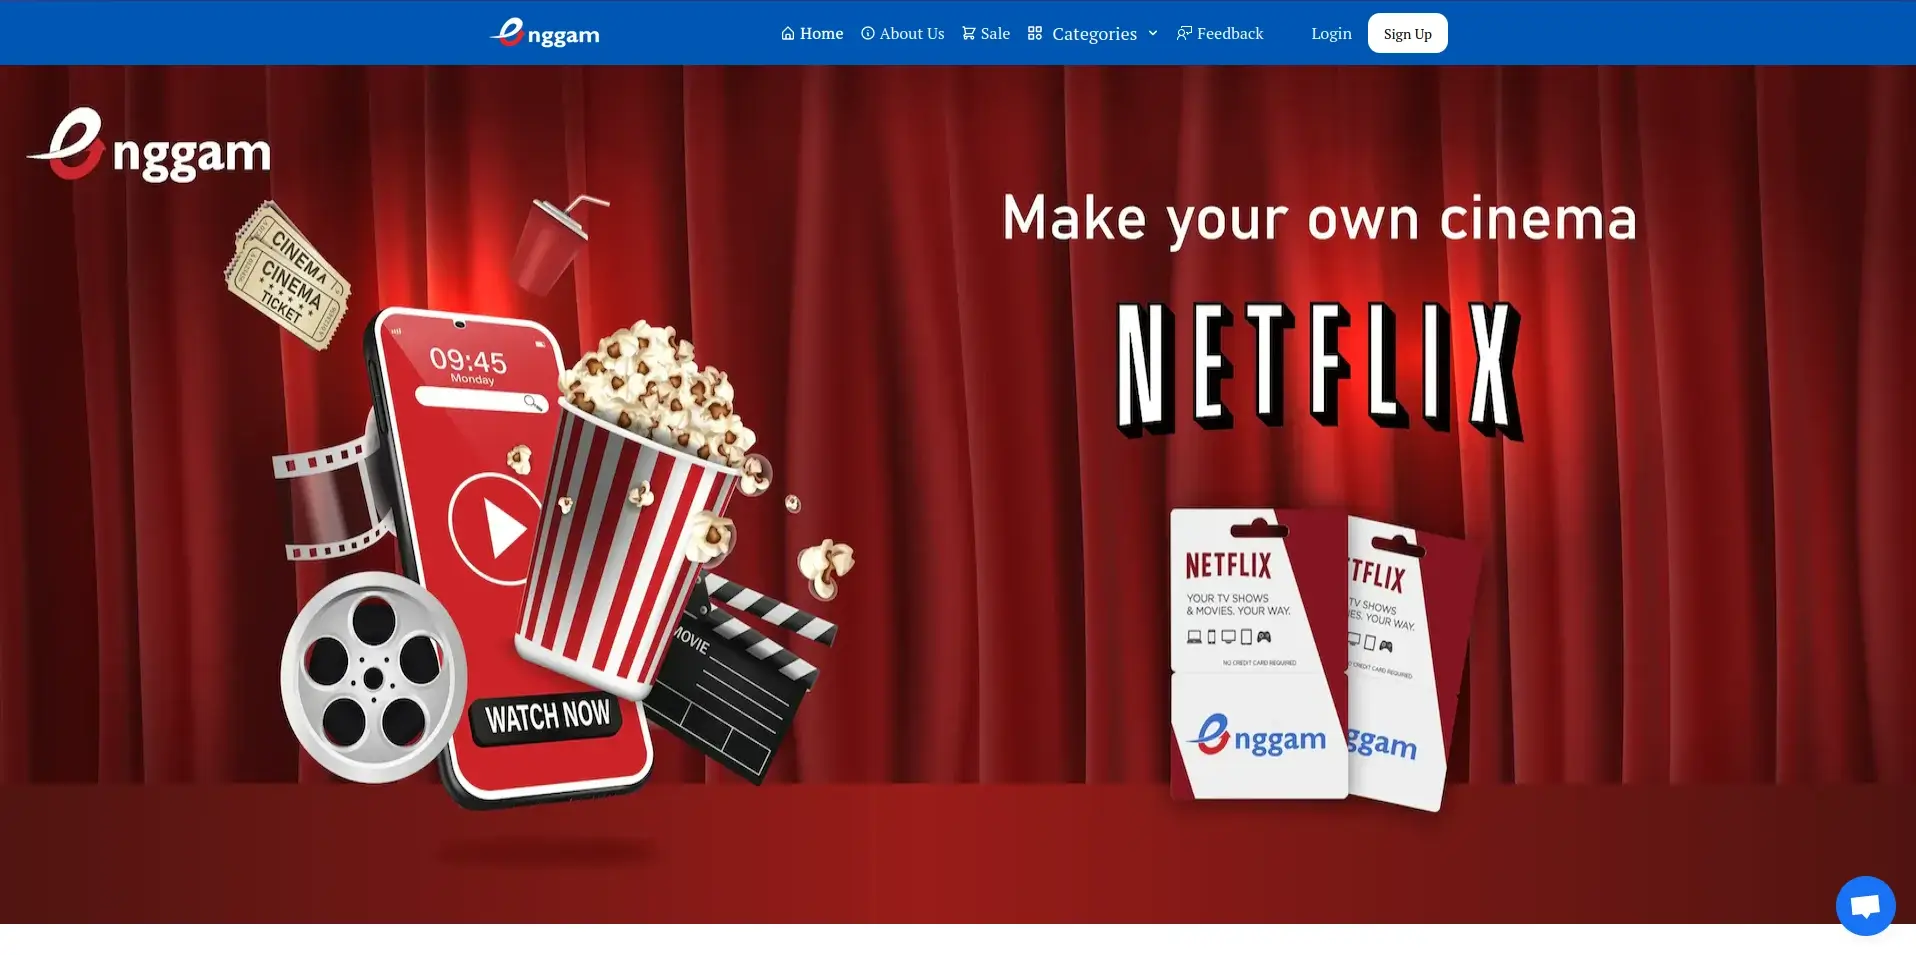 enggam
Home
About Us
Sale
Categories
Feedback
Login
Sign Up
enggam
Make your own cinema
NETFLIX
CINEMA
CINEMA
TICKET
09:45
Monday
MOVIE
WATCH NOW
NETFLIX
YOUR TV SHOWS
& MOVIES. YOUR WAY.
NO CREDIT CARD REQUIRED
enggam
TFLIX
TV SHOWS
IES. YOUR WAY.
O CREDIT CARD REQUIRED
ggam